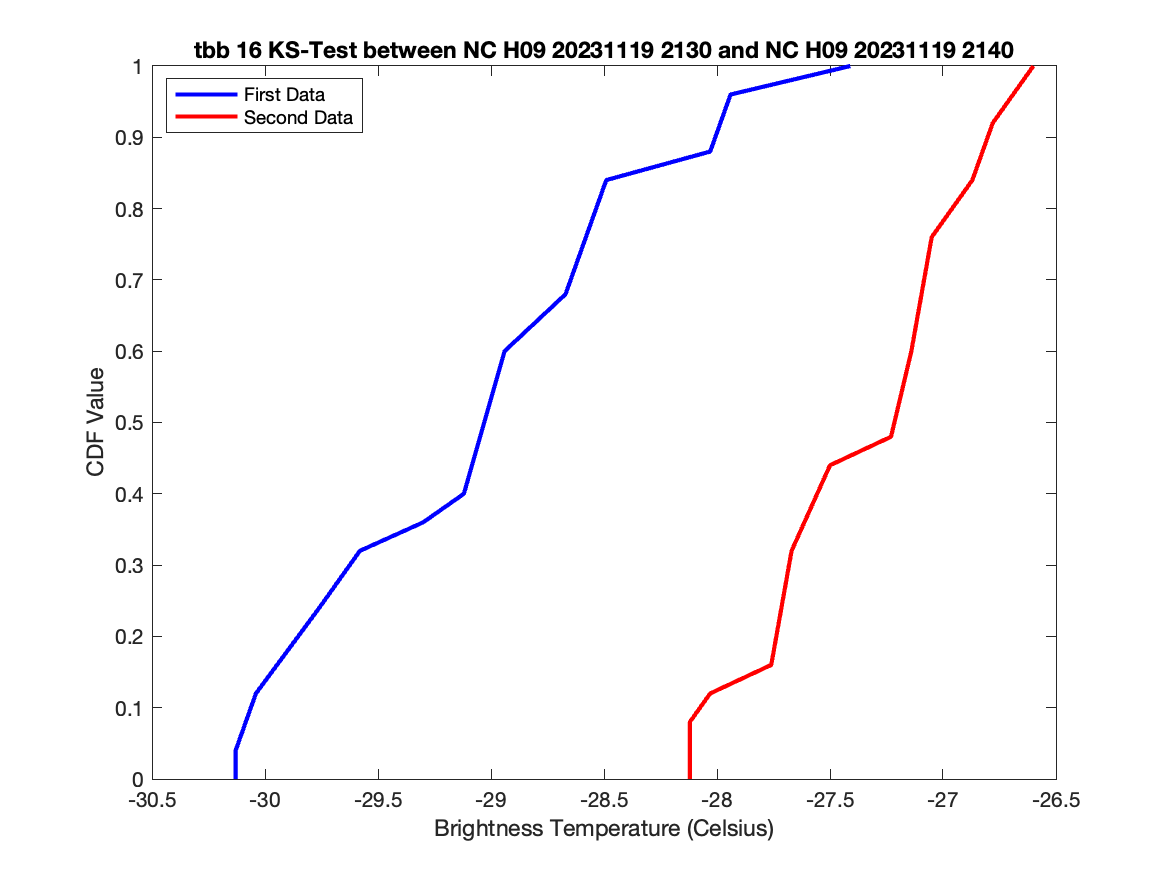 tbb 16 KS-Test between NC H09 20231119 2130 and NC H09 20231119 2140
First Data
Second Data
1
0.9
0.8
0.7
0.6
0.5
0.4
0.3
0.2
0.1
0
CDF Value
-30.5 -30 -29.5 -29 -28.5 -28 -27.5 -27 -26.5
Brightness Temperature (Celsius)